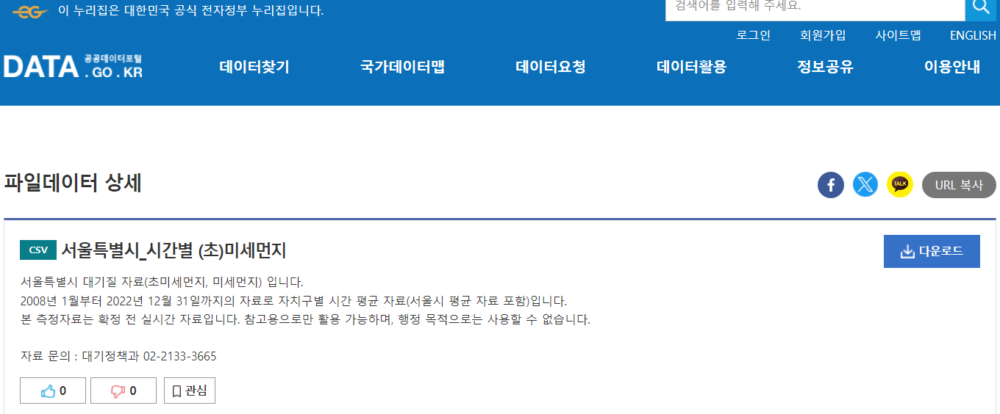 이 누리집은 대한민국 공식 전자정부 누리집입니다.
검색어를 입력해 주세요.
로그인 회원가입 사이트맵 ENGLISH
DATA 공공데이터포털 .GO.KR
데이터찾기 국가데이터맵 데이터요청 데이터활용 정보공유 이용안내
파일데이터 상세
TALK
URL 복사
CSV 서울특별시_시간별 (초)미세먼지
다운로드
서울특별시 대기질 자료(초미세먼지, 미세먼지) 입니다.
2008년 1월부터 2022년 12월 31일까지의 자료로 자치구별 시간 평균 자료(서울시 평균 자료 포함)입니다.
본 측정자료는 확정 전 실시간 자료입니다. 참고용으로만 활용 가능하며, 행정 목적으로는 사용할 수 없습니다.
자료 문의 : 대기정책과 02-2133-3665
0 0 관심